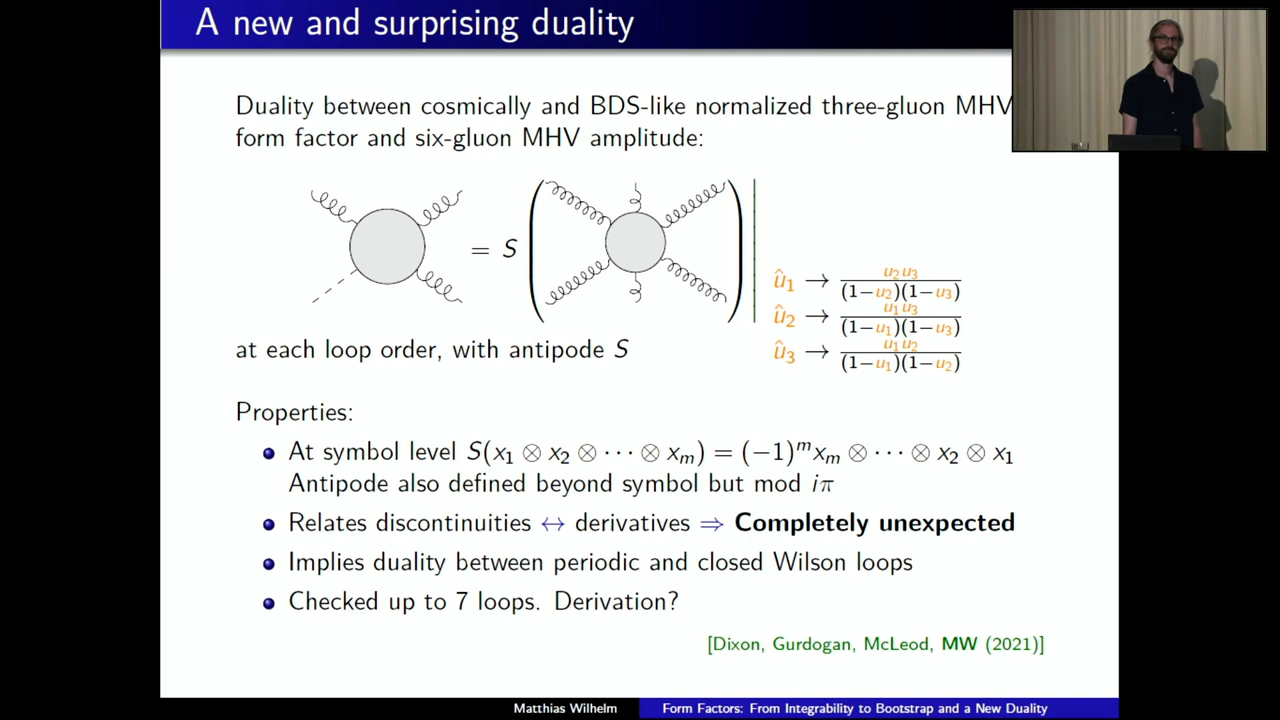 A new and surprising duality
Duality between cosmically and BDS-like normalized three-gluon MHV
form factor and six-gluon MHV amplitude:
= S
û₁ → u₂u₃ / (1−u₂)(1−u₃)
û₂ → u₁u₃ / (1−u₁)(1−u₃)
û₃ → u₁u₂ / (1−u₁)(1−u₂)
at each loop order, with antipode S
Properties:
At symbol level S(x₁ ⊗ x₂ ⊗ ⋯ ⊗ xₘ) = (−1)ᵐxₘ ⊗ ⋯ ⊗ x₂ ⊗ x₁
Antipode also defined beyond symbol but mod iπ
Relates discontinuities ↔ derivatives ⇒ Completely unexpected
Implies duality between periodic and closed Wilson loops
Checked up to 7 loops. Derivation?
[Dixon, Gurdogan, McLeod, MW (2021)]
Matthias Wilhelm Form Factors: From Integrability to Bootstrap and a New Duality